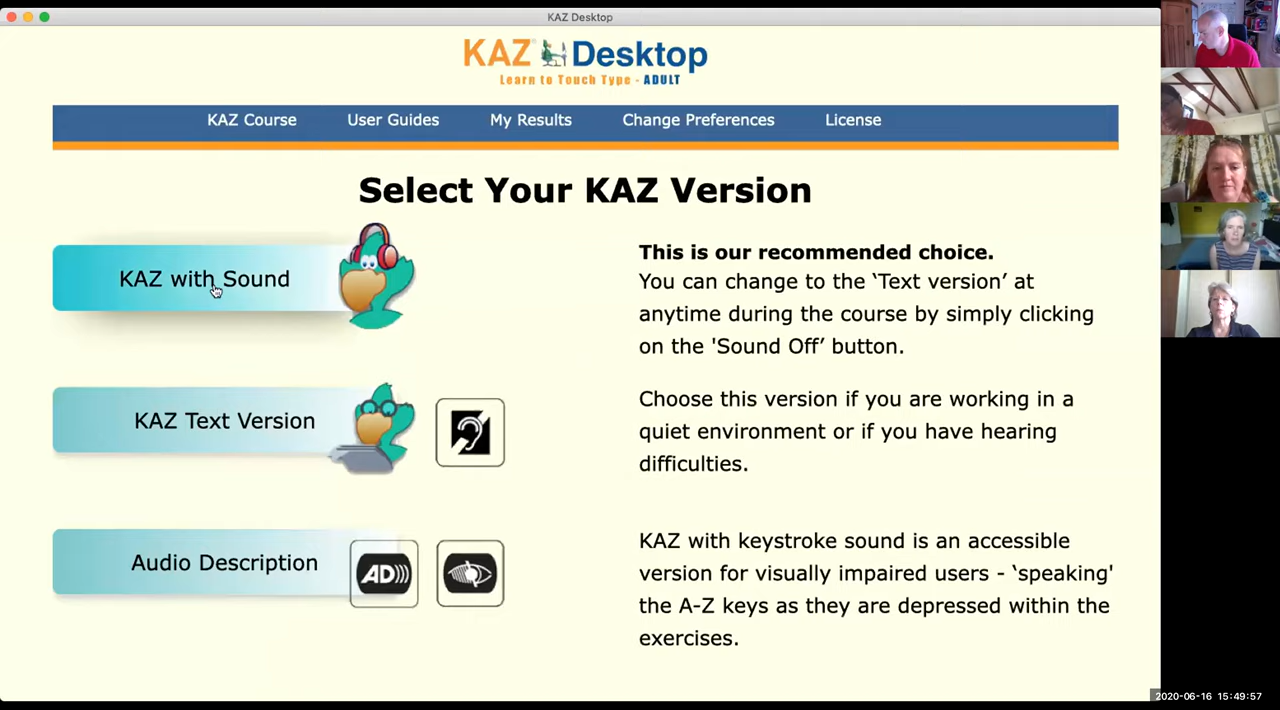 KAZ Desktop
KAZ Desktop
Learn to Touch Type - ADULT
KAZ Course User Guides My Results Change Preferences License
Select Your KAZ Version
KAZ with Sound
This is our recommended choice.
You can change to the ‘Text version’ at
anytime during the course by simply clicking
on the 'Sound Off’ button.
KAZ Text Version
Choose this version if you are working in a
quiet environment or if you have hearing
difficulties.
Audio Description
AD
KAZ with keystroke sound is an accessible
version for visually impaired users - ‘speaking'
the A-Z keys as they are depressed within the
exercises.
2020-06-16 15:49:57